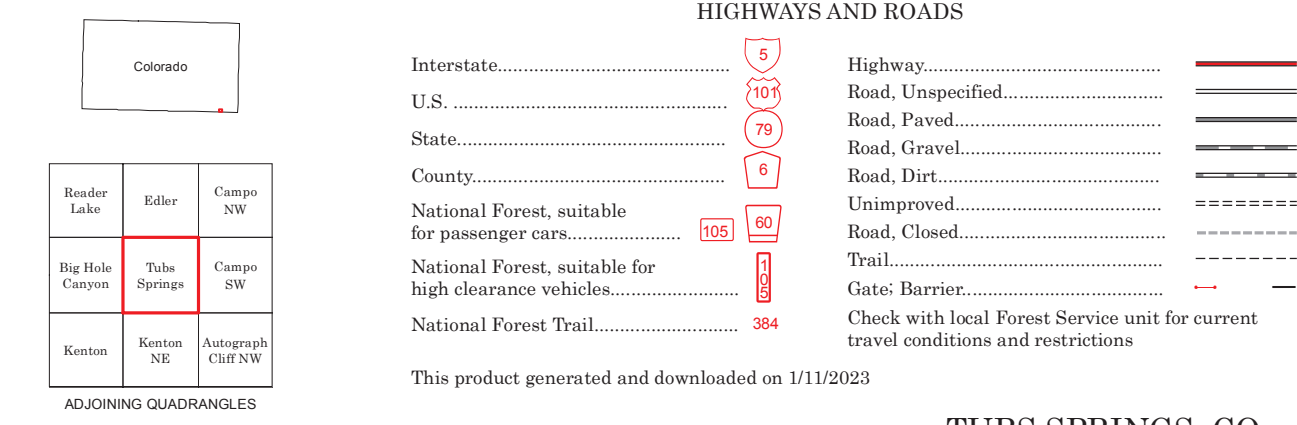 HIGHWAYS AND ROADS
Colorado
Reader
Lake
Edler
Campo
NW
Big Hole
Canyon
Tubs
Springs
Campo
SW
Kenton
Kenton
NE
Autograph
Cliff NW
ADJOINING QUADRANGLES
Interstate............................................ 5
U.S. .................................................... 101
State................................................... 79
County................................................ 6
National Forest, suitable
for passenger cars...................... 105 60
National Forest, suitable for
high clearance vehicles........................ 105
National Forest Trail........................... 384
This product generated and downloaded on 1/11/2023
Highway.............................................
Road, Unspecified..............................
Road, Paved.......................................
Road, Gravel......................................
Road, Dirt..........................................
Unimproved.......................................
Road, Closed.......................................
Trail....................................................
Gate; Barrier......................................
Check with local Forest Service unit for current
travel conditions and restrictions
TUBS SPRINGS, CO